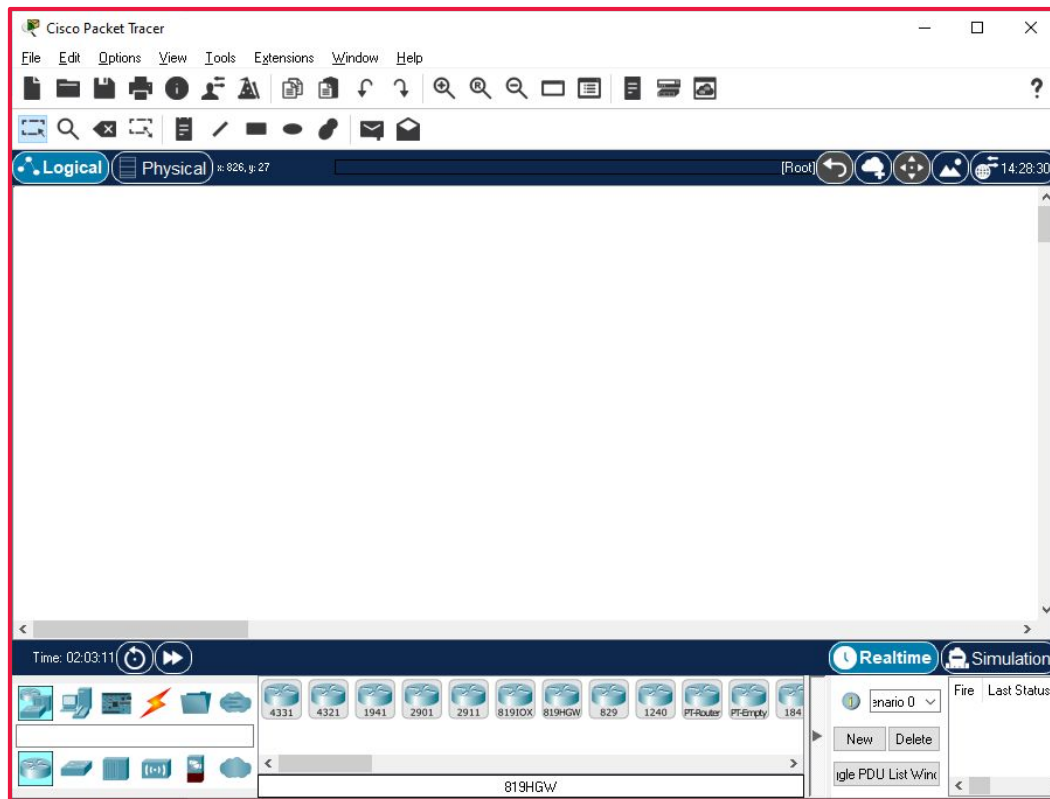 Cisco Packet Tracer
File Edit Options View Tools Extensions Window Help
?
Logical Physical x: 826, y: 27 [Root] 14:28:30
Time: 02:03:11 Realtime Simulation
4331 4321 1941 2901 2911 819IOX 819HGW 829 1240 PT-Router PT-Empty 184
enario 0 Fire Last Status
New Delete
gle PDU List Wind
819HGW